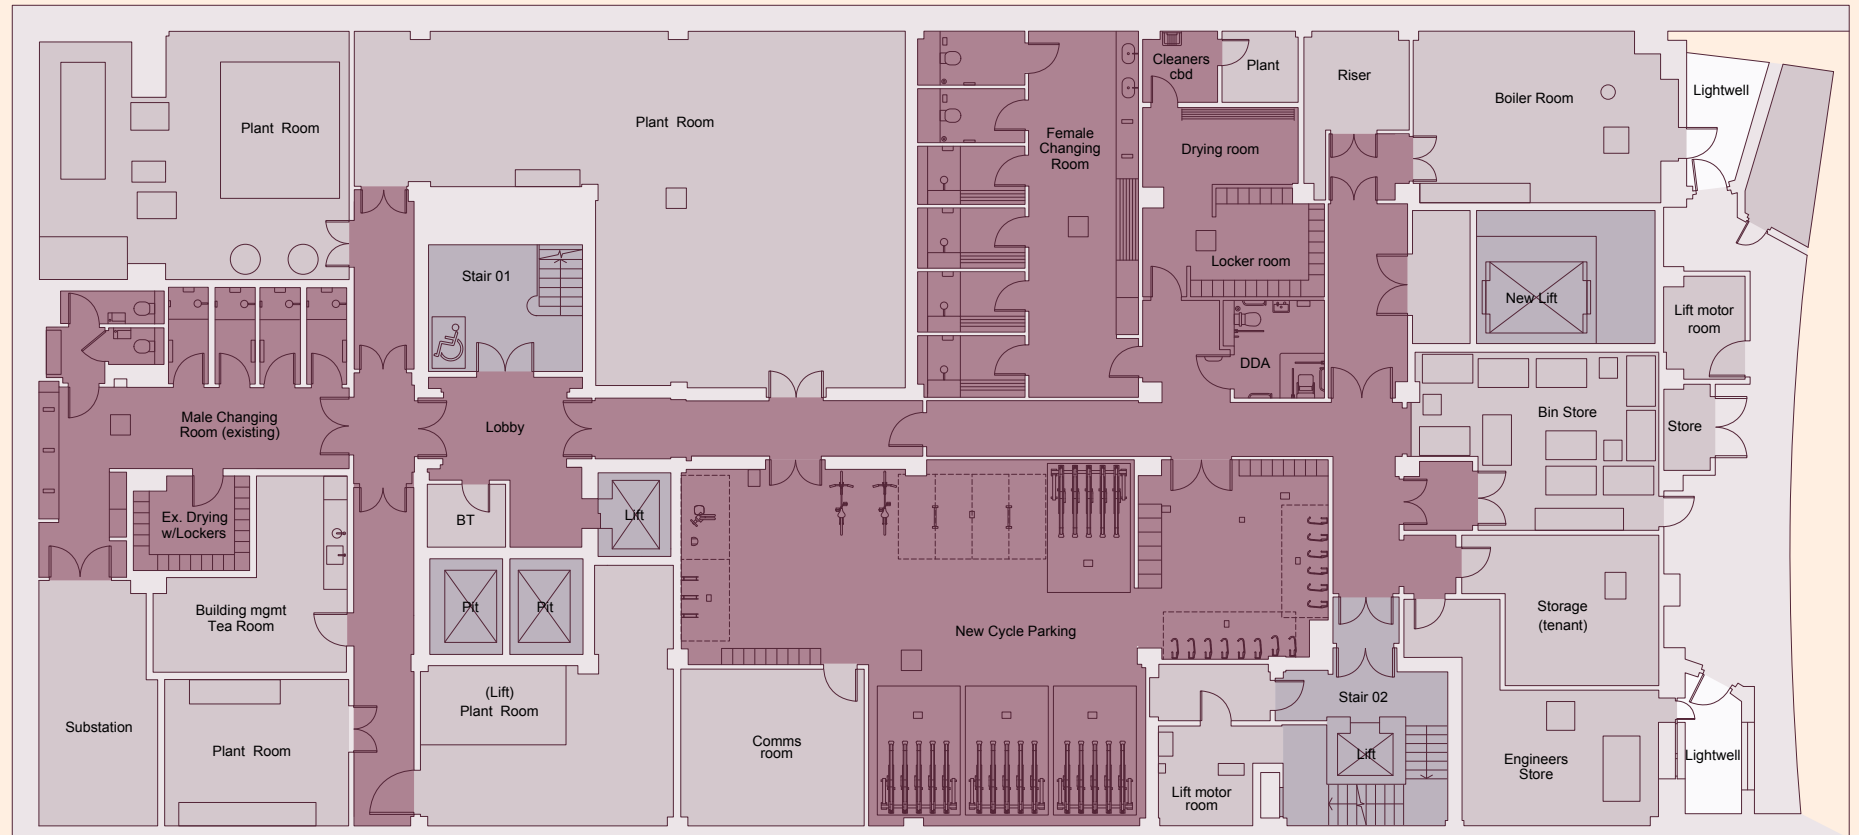 Plant Room
Plant Room
Female
Changing
Room
Cleaners
cbd
Plant
Riser
Boiler Room
Lightwell
Drying room
Locker room
DDA
Stair 01
New Lift
Lift motor
room
Male Changing
Room (existing)
Lobby
Bin Store
Store
Ex. Drying
w/Lockers
BT
Lift
Building mgmt
Tea Room
Pit
Pit
New Cycle Parking
Storage
(tenant)
Substation
Plant Room
(Lift)
Plant Room
Comms
room
Stair 02
Lift
Lift motor
room
Engineers
Store
Lightwell